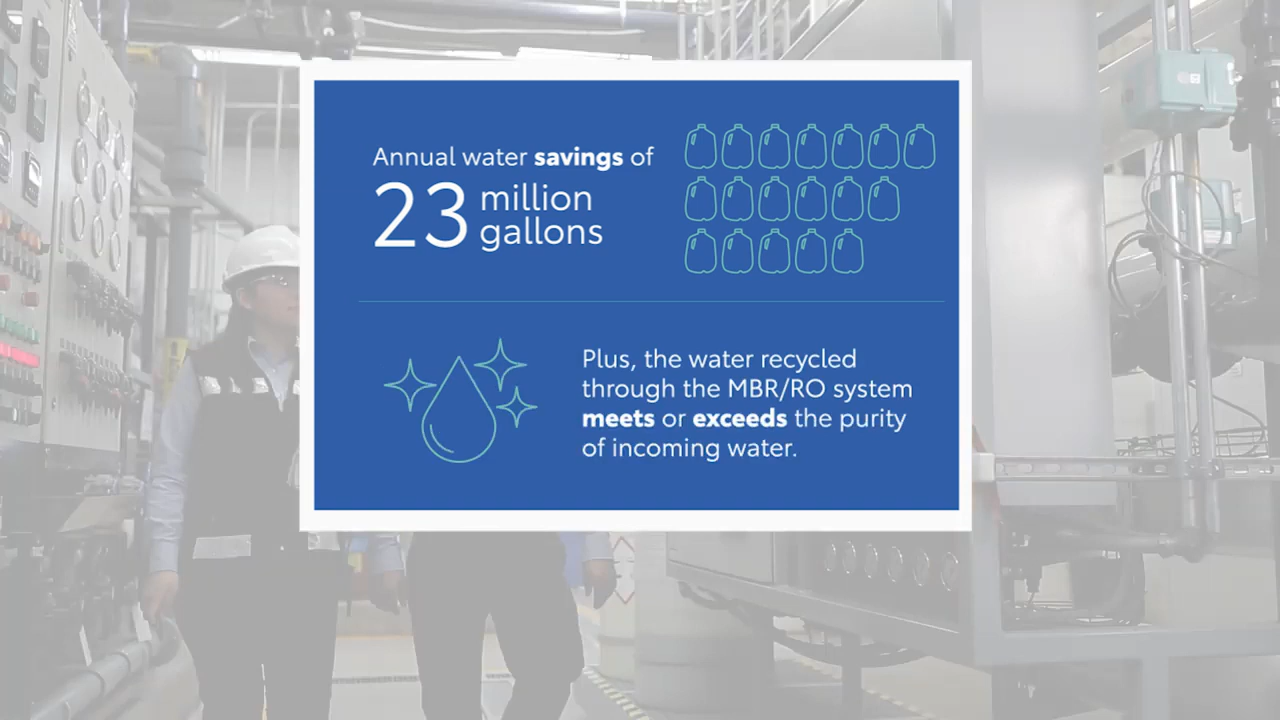 Annual water savings of
23 million
gallons
Plus, the water recycled
through the MBR/RO system
meets or exceeds the purity
of incoming water.